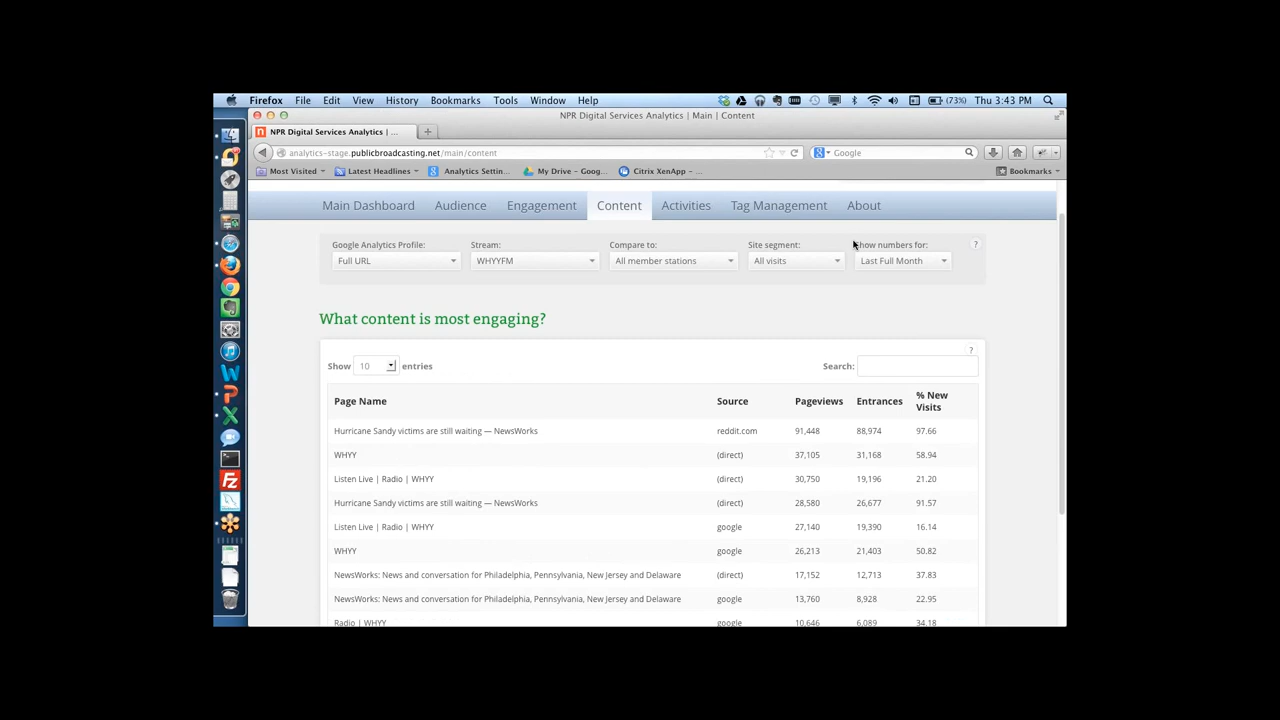 Firefox File Edit View History Bookmarks Tools Window Help (73%) Thu 3:43 PM
NPR Digital Services Analytics | Main | Content
NPR Digital Services Analytics | ...
analytics-stage.publicbroadcasting.net/main/content Google
Most Visited Latest Headlines Analytics Settin... My Drive – Goog... Citrix XenApp – ... Bookmarks
Main Dashboard Audience Engagement Content Activities Tag Management About
Google Analytics Profile: Stream: Compare to: Site segment: Show numbers for: ?
Full URL WHYYFM All member stations All visits Last Full Month
What content is most engaging?
?
Show 10 entries Search:
Page Name Source Pageviews Entrances % New Visits
Hurricane Sandy victims are still waiting — NewsWorks reddit.com 91,448 88,974 97.66
WHYY (direct) 37,105 31,168 58.94
Listen Live | Radio | WHYY (direct) 30,750 19,196 21.20
Hurricane Sandy victims are still waiting — NewsWorks (direct) 28,580 26,677 91.57
Listen Live | Radio | WHYY google 27,140 19,390 16.14
WHYY google 26,213 21,403 50.82
NewsWorks: News and conversation for Philadelphia, Pennsylvania, New Jersey and Delaware (direct) 17,152 12,713 37.83
NewsWorks: News and conversation for Philadelphia, Pennsylvania, New Jersey and Delaware google 13,760 8,928 22.95
Radio | WHYY google 10,646 6,089 34.18